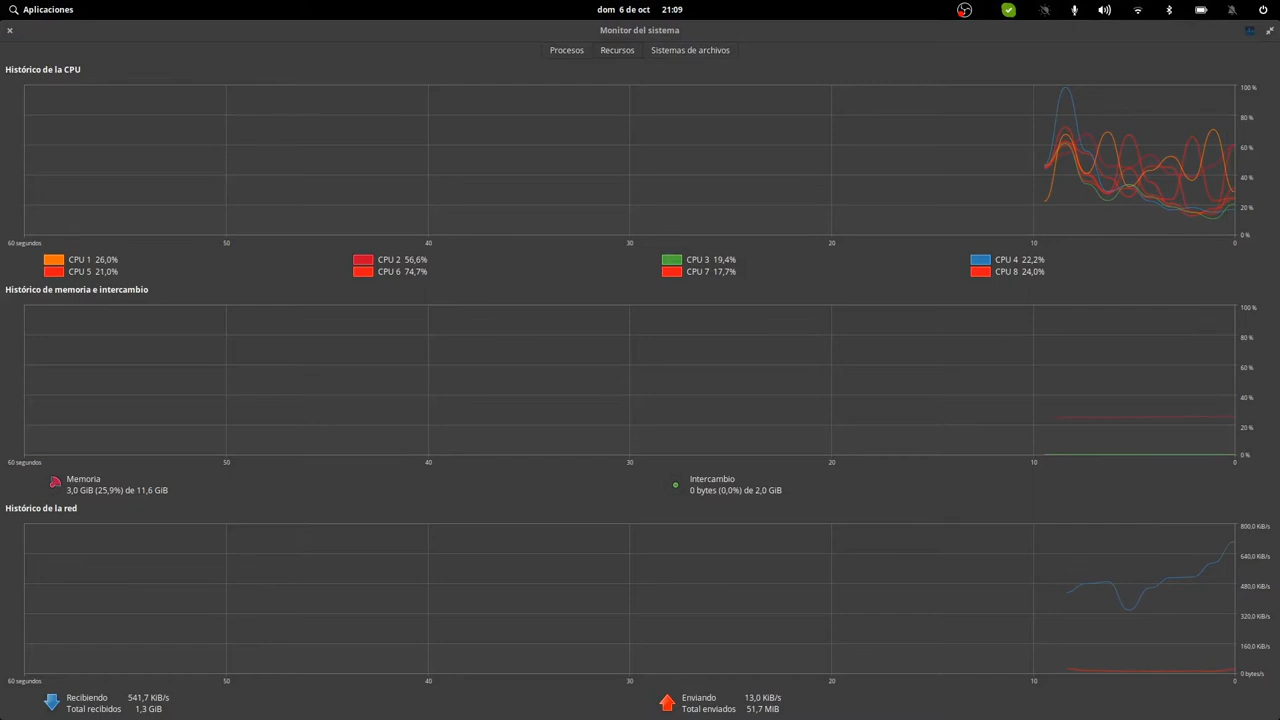 Aplicaciones
dom 6 de oct 21:09
Monitor del sistema
Procesos Recursos Sistemas de archivos
Histórico de la CPU
100 %
80 %
60 %
40 %
20 %
0 %
60 segundos 50 40 30 20 10 0
CPU 1 26,0% CPU 2 56,6% CPU 3 19,4% CPU 4 22,2%
CPU 5 21,0% CPU 6 74,7% CPU 7 17,7% CPU 8 24,0%
Histórico de memoria e intercambio
100 %
80 %
60 %
40 %
20 %
0 %
60 segundos 50 40 30 20 10 0
Memoria Intercambio
3,0 GiB (25,9%) de 11,6 GiB 0 bytes (0,0%) de 2,0 GiB
Histórico de la red
800,0 KiB/s
640,0 KiB/s
480,0 KiB/s
320,0 KiB/s
160,0 KiB/s
0 bytes/s
60 segundos 50 40 30 20 10 0
Recibiendo 541,7 KiB/s Enviando 13,0 KiB/s
Total recibidos 1,3 GiB Total enviados 51,7 MiB